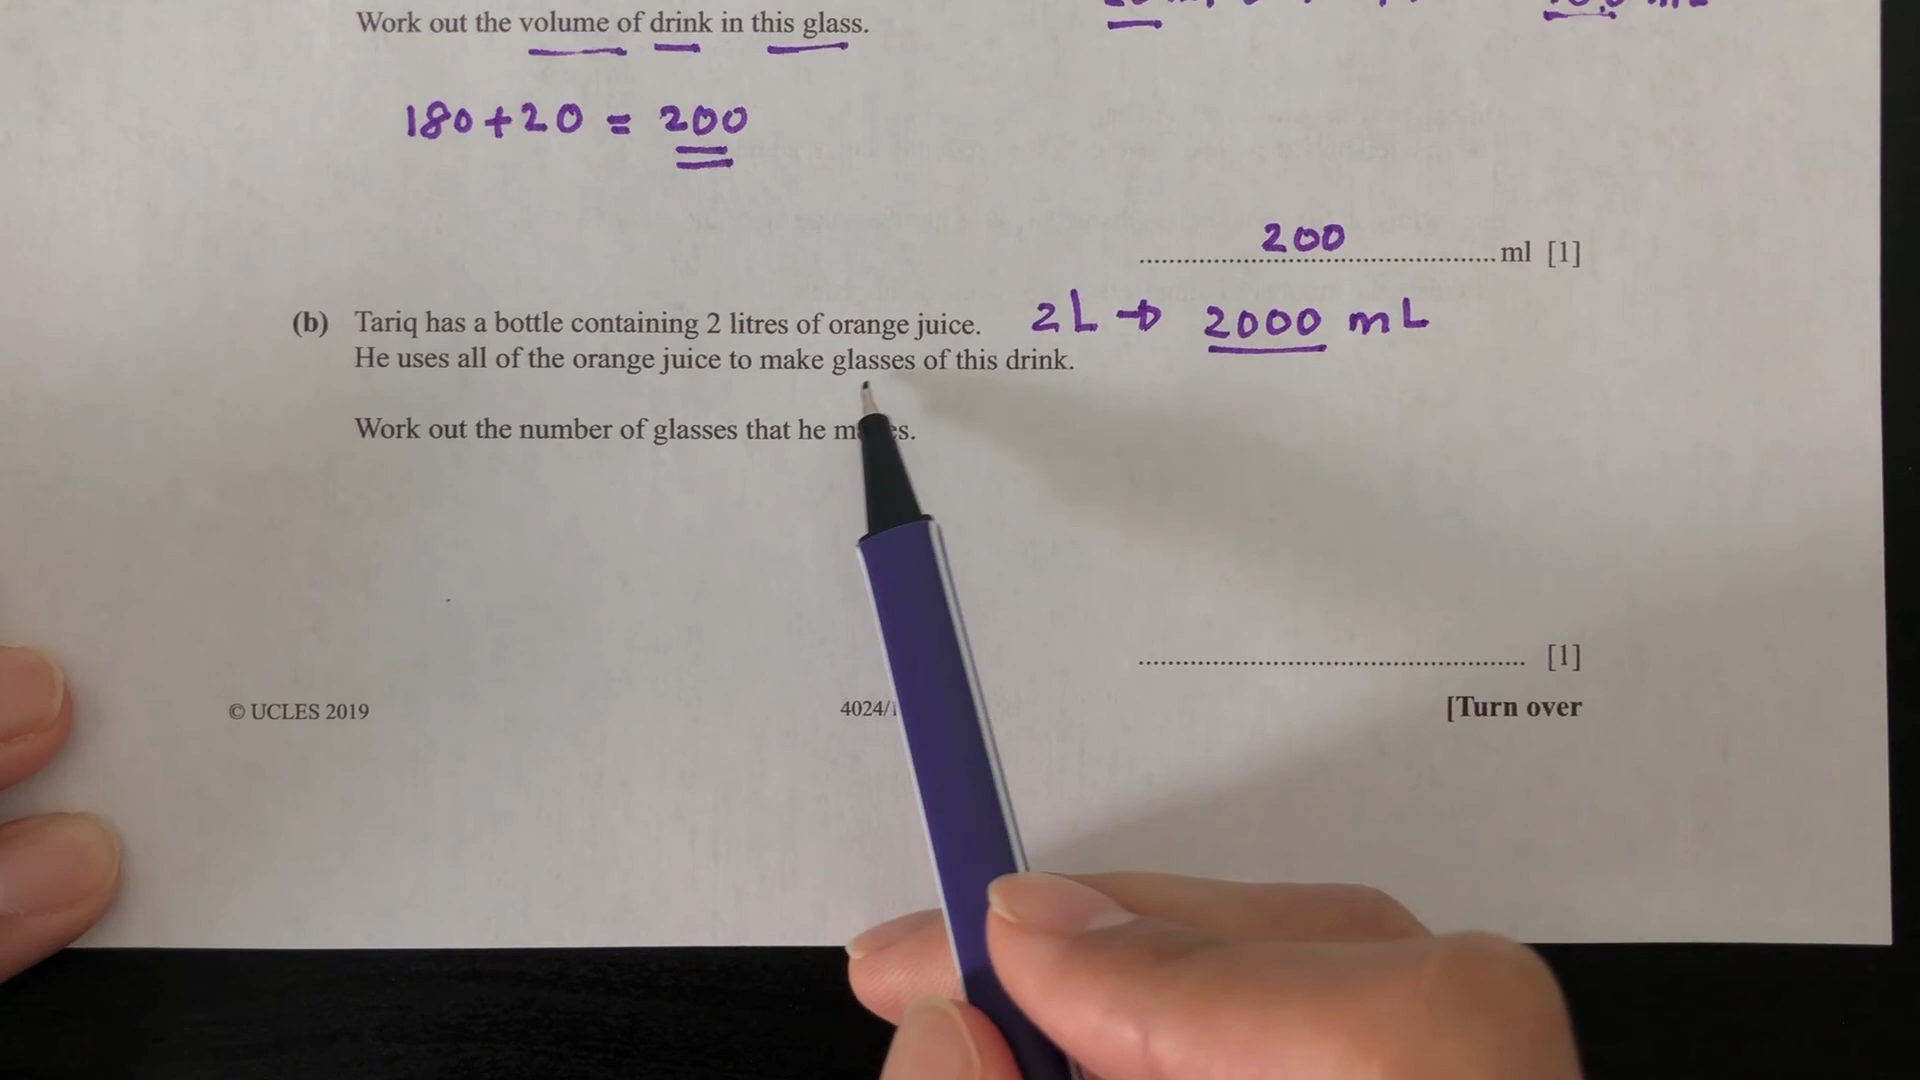 Work out the volume of drink in this glass.
180 + 20 = 200
200
ml [1]
(b) Tariq has a bottle containing 2 litres of orange juice.
2L → 2000 mL
He uses all of the orange juice to make glasses of this drink.
Work out the number of glasses that he
[1]
© UCLES 2019
4024/
[Turn over